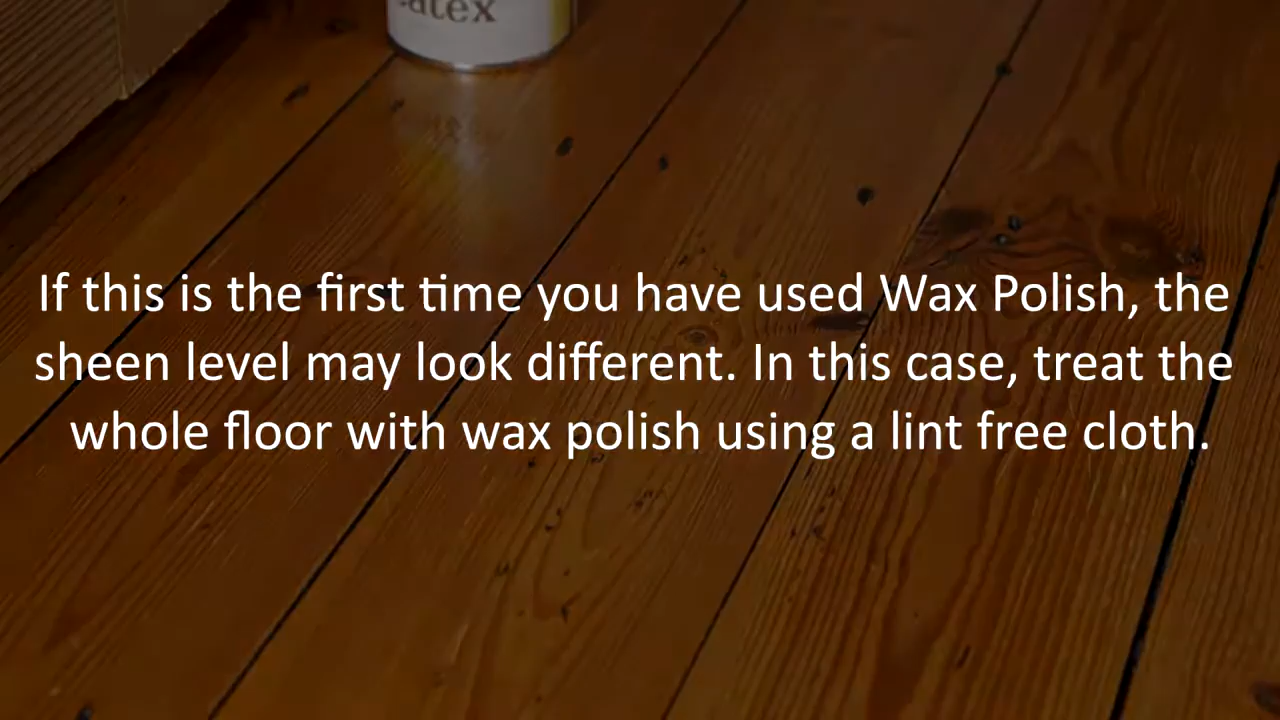 If this is the first time you have used Wax Polish, the
sheen level may look different. In this case, treat the
whole floor with wax polish using a lint free cloth.